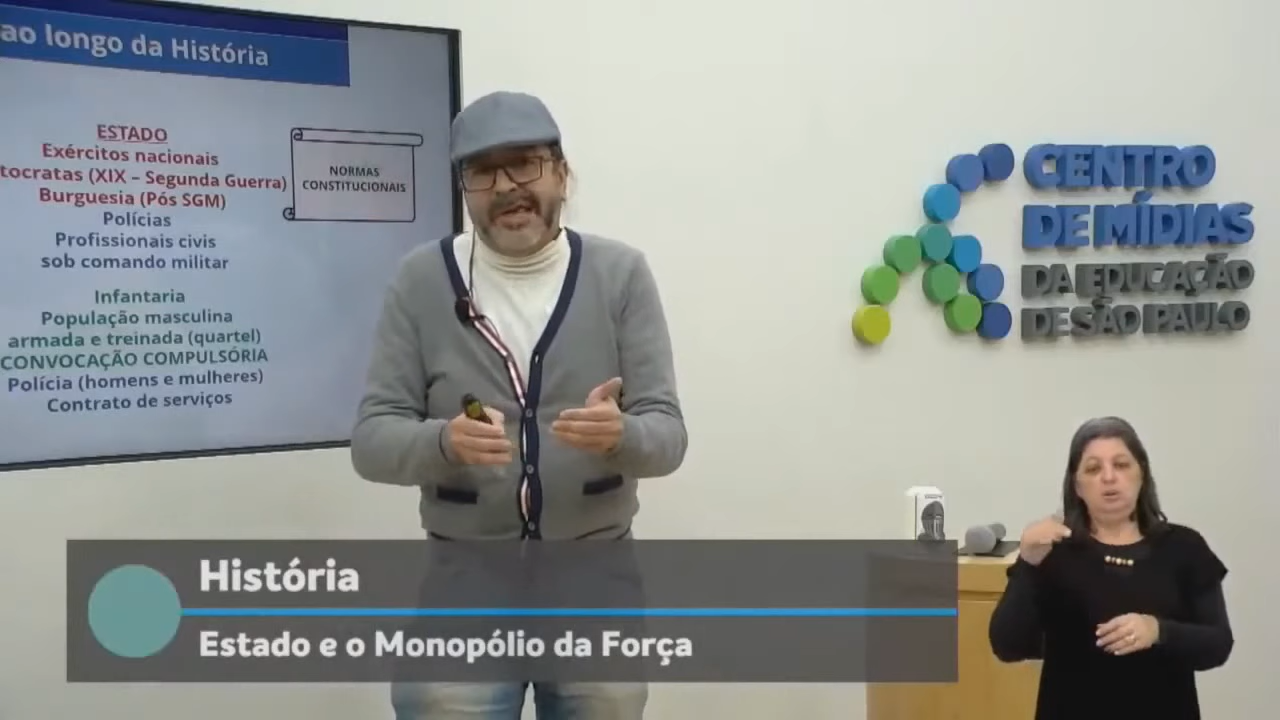 ao longo da História
ESTADO
Exércitos nacionais
tocratas (XIX – Segunda Guerra)
Burguesia (Pós SGM)
Polícias
Profissionais civis
sob comando militar
Infantaria
População masculina
armada e treinada (quartel)
CONVOCAÇÃO COMPULSÓRIA
Polícia (homens e mulheres)
Contrato de serviços
NORMAS
CONSTITUCIONAIS
CENTRO
DE MÍDIAS
DA EDUCAÇÃO
DE SÃO PAULO
História
Estado e o Monopólio da Força